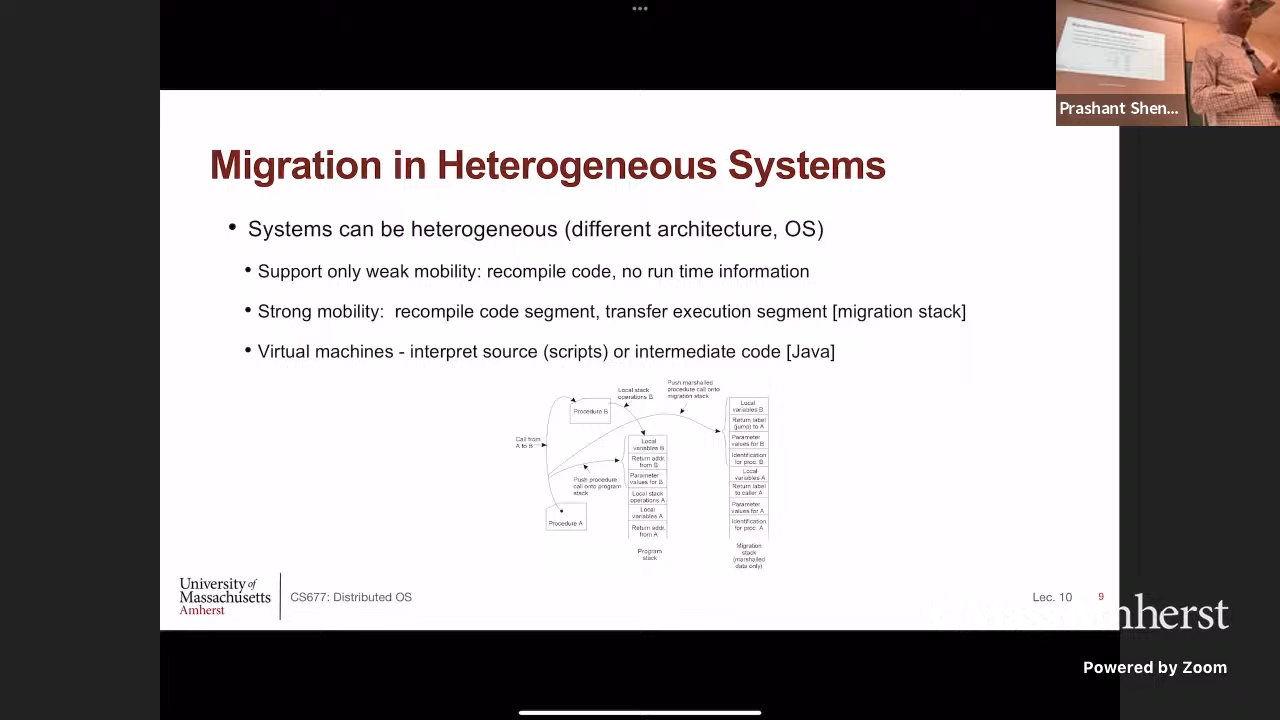 Prashant Shen...
Migration in Heterogeneous Systems
• Systems can be heterogeneous (different architecture, OS)
• Support only weak mobility: recompile code, no run time information
• Strong mobility: recompile code segment, transfer execution segment [migration stack]
• Virtual machines - interpret source (scripts) or intermediate code [Java]
Call from
A to B
Procedure B
Procedure A
Local stack
operations B
Push marshalled
procedure call onto
migration stack
Push procedure
call onto program
stack
Local
variables B
Return addr.
from B
Parameter
values for B
Local stack
operations A
Local
variables A
Return addr.
from A
Program
stack
Local
variables B
Return label
(jump) to A
Parameter
values for B
Identification
for proc. B
Local
variables A
Return label
to caller A
Parameter
values for A
Identification
for proc. A
Migration
stack
(marshalled
data only)
University of
Massachusetts
Amherst
CS677: Distributed OS
Lec. 10
9
UMassAmherst
Powered by Zoom